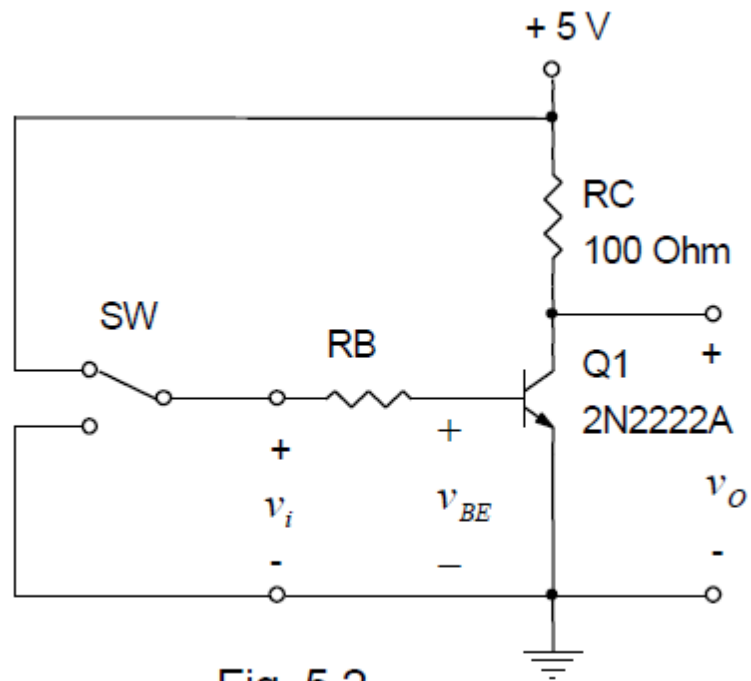 + 5 V
RC
100 Ohm
SW
RB
Q1
2N2222A
+
+
+
v_i
v_BE
v_O
-
–
-